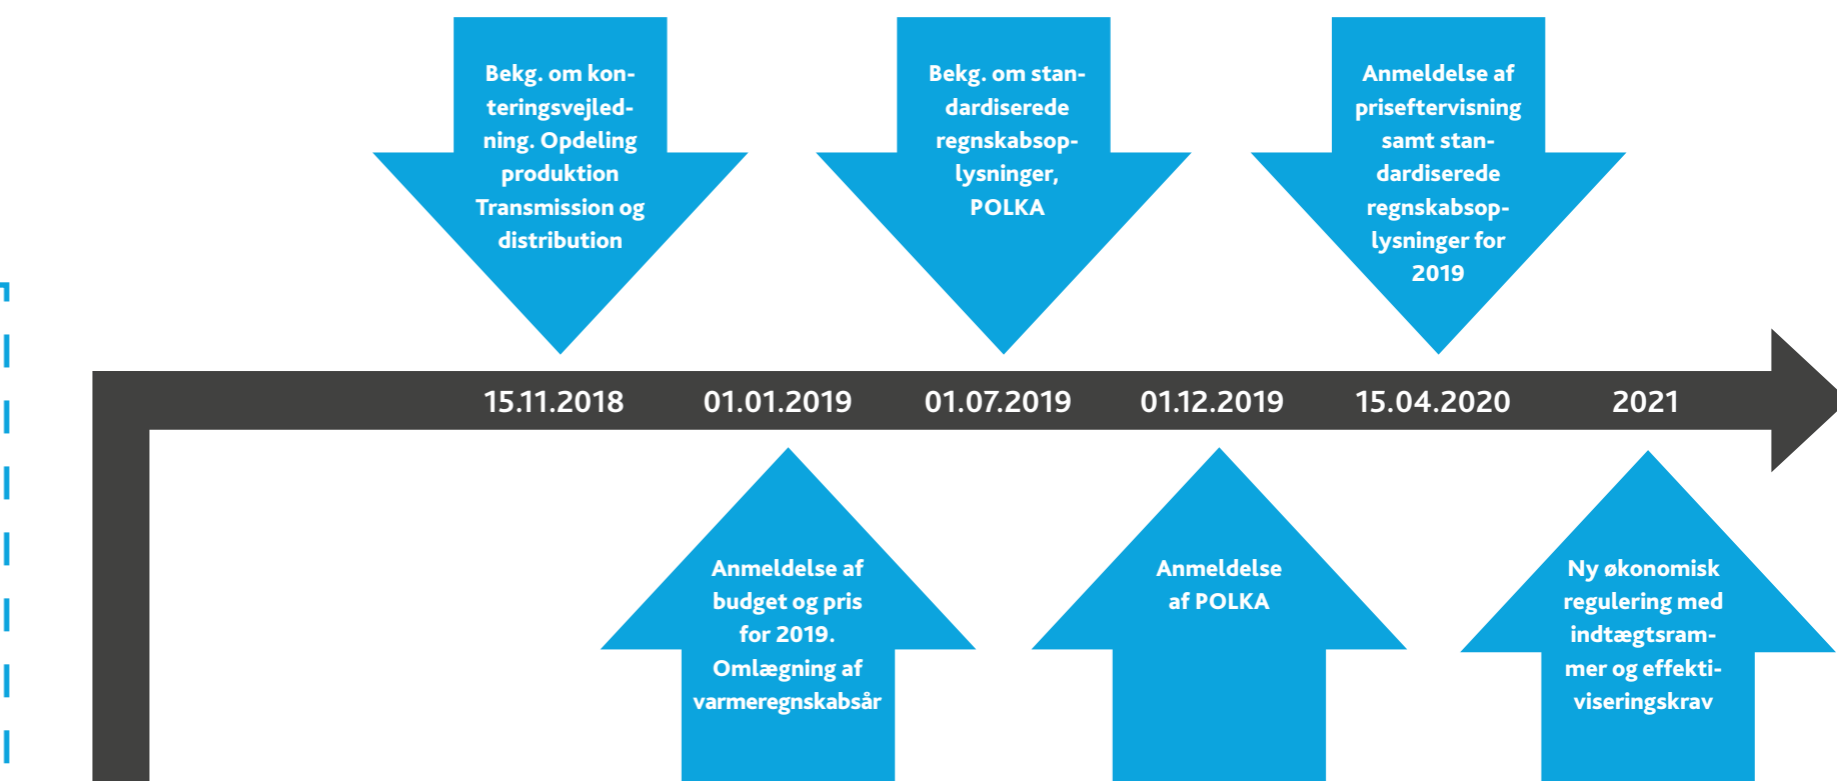 Bekg. om kon-
teringsvejled-
ning. Opdeling
produktion
Transmission og
distribution
Bekg. om stan-
dardiserede
regnskabsop-
lysninger,
POLKA
Anmeldelse af
priseftervisning
samt stan-
dardiserede
regnskabsop-
lysninger for
2019
15.11.2018 01.01.2019 01.07.2019 01.12.2019 15.04.2020 2021
Anmeldelse af
budget og pris
for 2019.
Omlægning af
varmeregnskabsår
Anmeldelse
af POLKA
Ny økonomisk
regulering med
indtægtsram-
mer og effekti-
viseringskrav